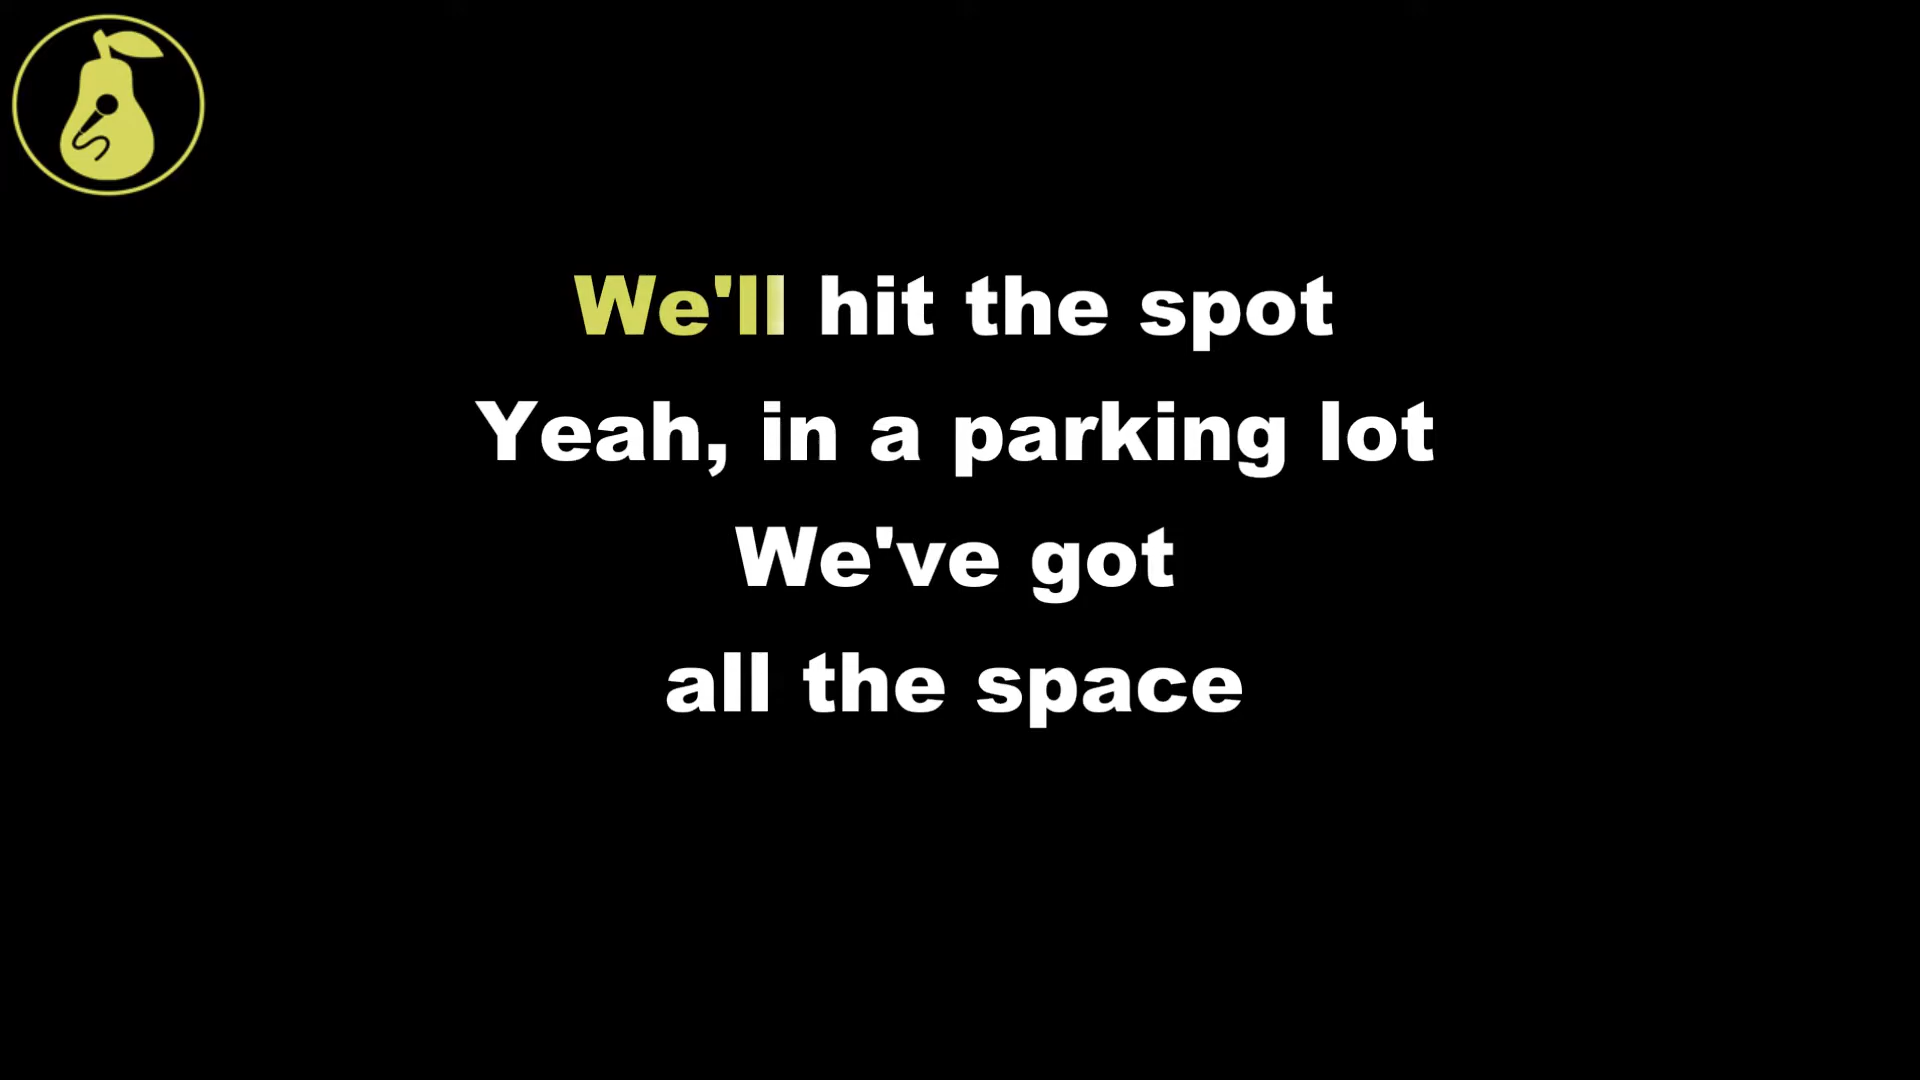 We'll hit the spot
Yeah, in a parking lot
We've got
all the space